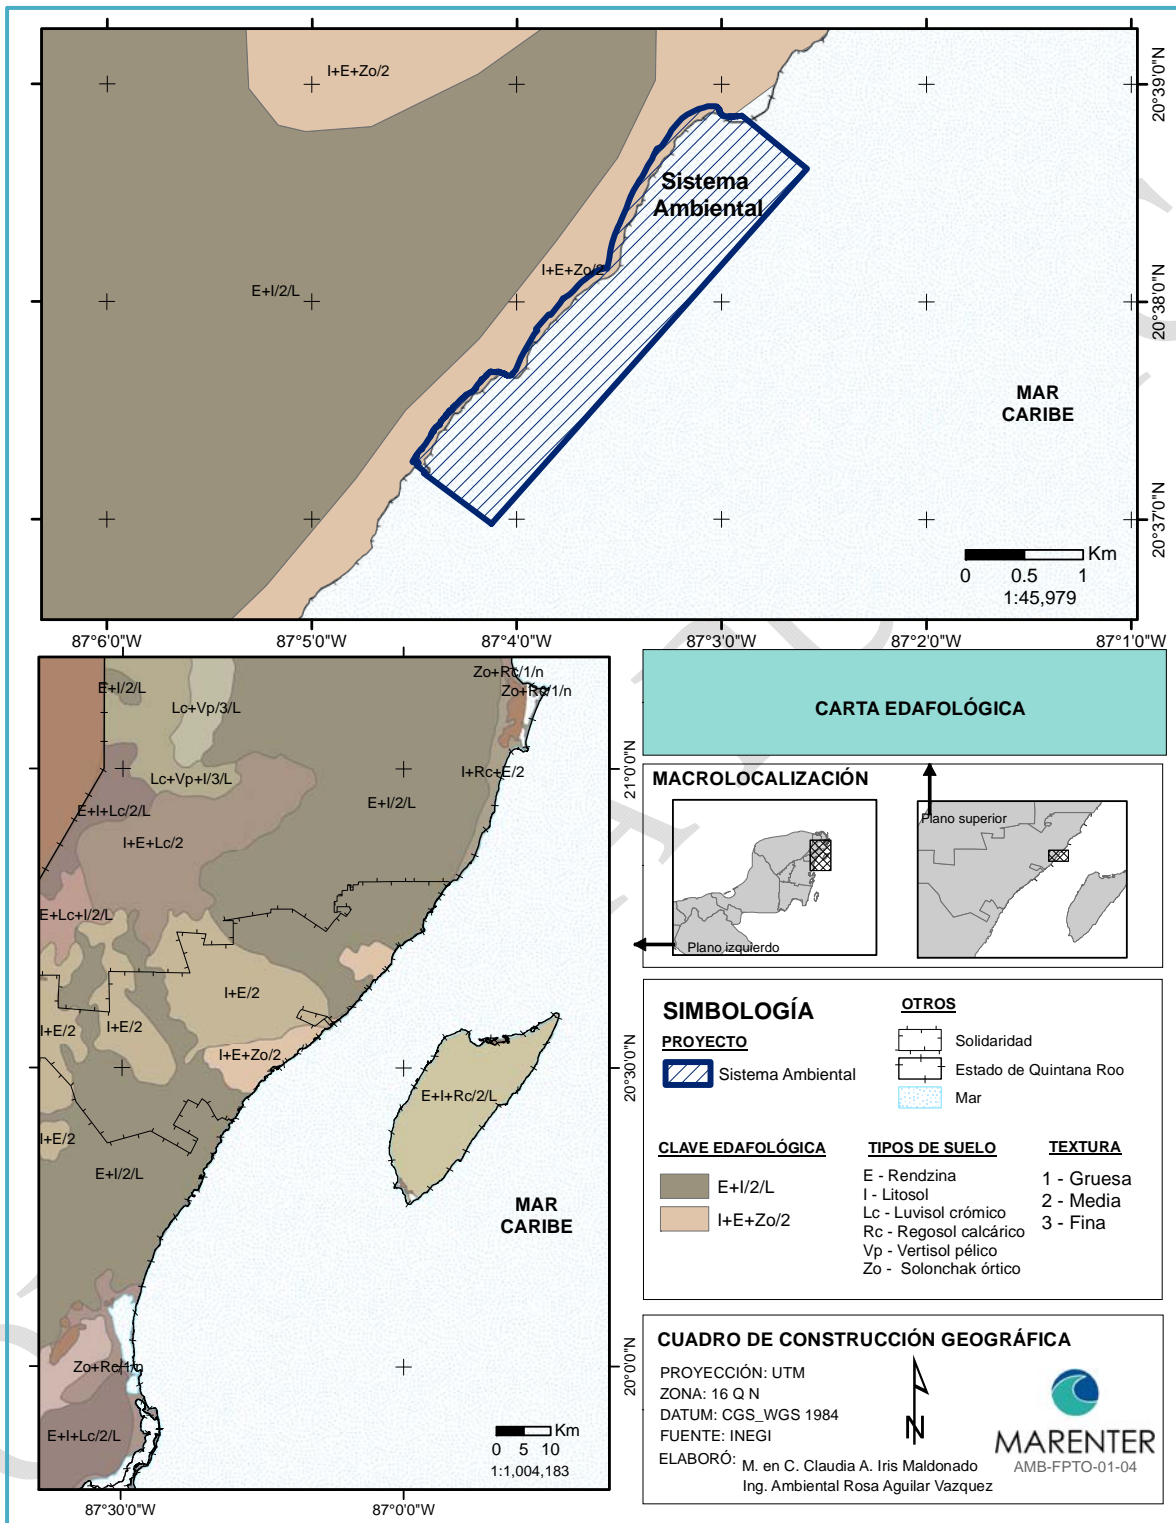 I+E+Zo/2
20°39'0"N
Sistema
Ambiental
I+E+Zo/2
E+I/2/L
20°38'0"N
MAR
CARIBE
20°37'0"N
Km
0 0.5 1
1:45,979
87°6'0"W 87°5'0"W 87°4'0"W 87°3'0"W 87°2'0"W 87°1'0"W
Zo+Rc/1/n
Zo+Rc/1/n
E+I/2/L
Lc+Vp/3/L
Lc+Vp+I/3/L
I+Rc+E/2
21°0'0"N
E+I+Lc/2/L
E+I/2/L
I+E+Lc/2
E+Lc+I/2/L
I+E/2
I+E/2
I+E/2
I+E+Zo/2
20°30'0"N
E+I+Rc/2/L
I+E/2
E+I/2/L
MAR
CARIBE
Zo+Rc/1/n
20°0'0"N
E+I+Lc/2/L
Km
0 5 10
1:1,004,183
87°30'0"W 87°0'0"W
CARTA EDAFOLÓGICA
MACROLOCALIZACIÓN
Plano superior
Plano izquierdo
SIMBOLOGÍA
PROYECTO
Sistema Ambiental
OTROS
Solidaridad
Estado de Quintana Roo
Mar
CLAVE EDAFOLÓGICA
E+I/2/L
I+E+Zo/2
TIPOS DE SUELO
E - Rendzina
I - Litosol
Lc - Luvisol crómico
Rc - Regosol calcárico
Vp - Vertisol pélico
Zo - Solonchak órtico
TEXTURA
1 - Gruesa
2 - Media
3 - Fina
CUADRO DE CONSTRUCCIÓN GEOGRÁFICA
PROYECCIÓN: UTM
ZONA: 16 Q N
DATUM: CGS_WGS 1984
FUENTE: INEGI
ELABORÓ: M. en C. Claudia A. Iris Maldonado
Ing. Ambiental Rosa Aguilar Vazquez
N
MARENTER
AMB-FPTO-01-04